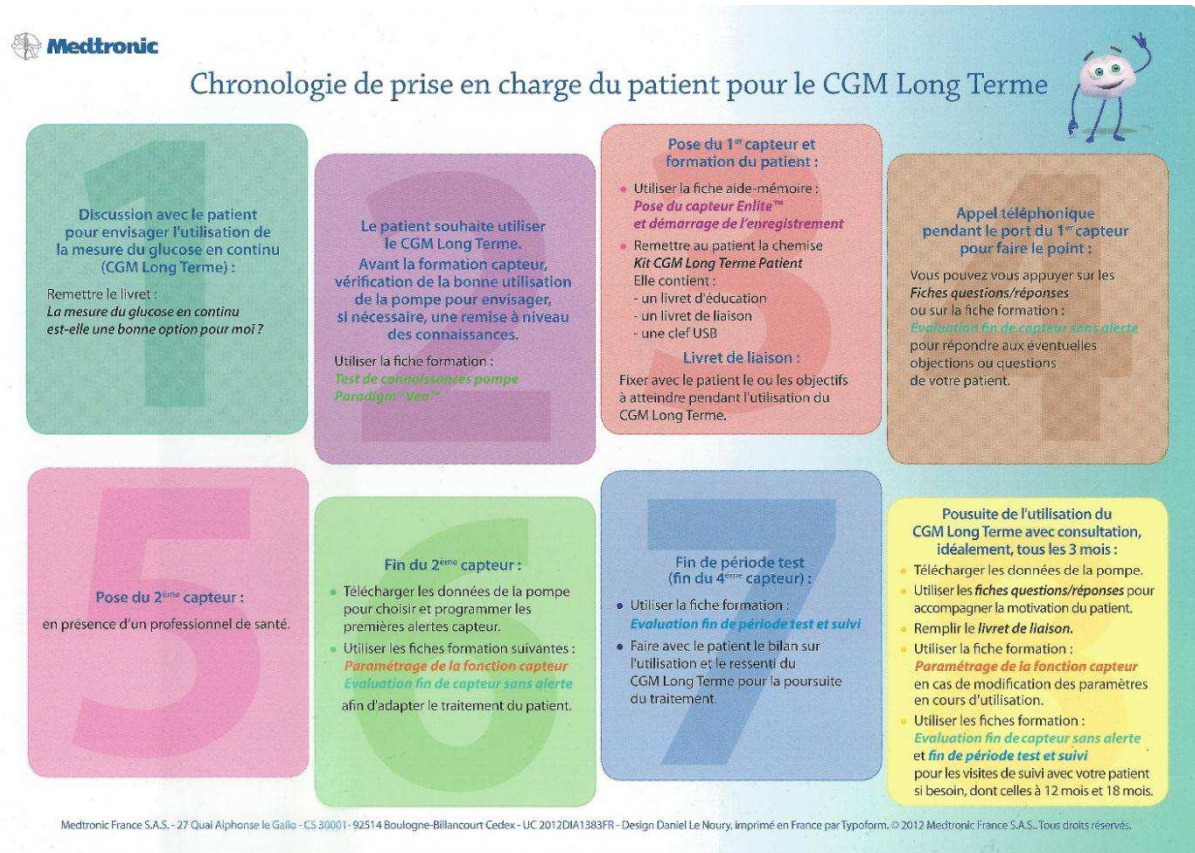 Medtronic
Chronologie de prise en charge du patient pour le CGM Long Terme
1
Discussion avec le patient
pour envisager l'utilisation de
la mesure du glucose en continu
(CGM Long Terme) :
Remettre le livret :
La mesure du glucose en continu
est-elle une bonne option pour moi ?
2
Le patient souhaite utiliser
le CGM Long Terme.
Avant la formation capteur,
vérification de la bonne utilisation
de la pompe pour envisager,
si nécessaire, une remise à niveau
des connaissances.
Utiliser la fiche formation :
Test de connaissances pompe
Paradigm® Veo™
3
Pose du 1er capteur et
formation du patient :
• Utiliser la fiche aide-mémoire :
Pose du capteur Enlite™
et démarrage de l'enregistrement
• Remettre au patient la chemise
Kit CGM Long Terme Patient
Elle contient :
- un livret d'éducation
- un livret de liaison
- une clef USB
Livret de liaison :
Fixer avec le patient le ou les objectifs
à atteindre pendant l'utilisation du
CGM Long Terme.
4
Appel téléphonique
pendant le port du 1er capteur
pour faire le point :
Vous pouvez vous appuyer sur les
Fiches questions/réponses
ou sur la fiche formation :
Evaluation fin de capteur sans alerte
pour répondre aux éventuelles
objections ou questions
de votre patient.
5
Pose du 2ème capteur :
en présence d'un professionnel de santé.
6
Fin du 2ème capteur :
• Télécharger les données de la pompe
pour choisir et programmer les
premières alertes capteur.
• Utiliser les fiches formation suivantes :
Paramétrage de la fonction capteur
Evaluation fin de capteur sans alerte
afin d'adapter le traitement du patient.
7
Fin de période test
(fin du 4ème capteur) :
• Utiliser la fiche formation :
Evaluation fin de période test et suivi
• Faire avec le patient le bilan sur
l'utilisation et le ressenti du
CGM Long Terme pour la poursuite
du traitement.
8
Pousuite de l'utilisation du
CGM Long Terme avec consultation,
idéalement, tous les 3 mois :
• Télécharger les données de la pompe.
• Utiliser les fiches questions/réponses pour
accompagner la motivation du patient.
• Remplir le livret de liaison.
• Utiliser la fiche formation :
Paramétrage de la fonction capteur
en cas de modification des paramètres
en cours d'utilisation.
• Utiliser les fiches formation :
Evaluation fin de capteur sans alerte
et fin de période test et suivi
pour les visites de suivi avec votre patient
si besoin, dont celles à 12 mois et 18 mois.
Medtronic France S.A.S. - 27 Quai Alphonse le Gallo - CS 30001 - 92514 Boulogne-Billancourt Cedex - UC 2012DIA1383FR - Design Daniel Le Noury, imprimé en France par Typoform. © 2012 Medtronic France S.A.S.. Tous droits réservés.